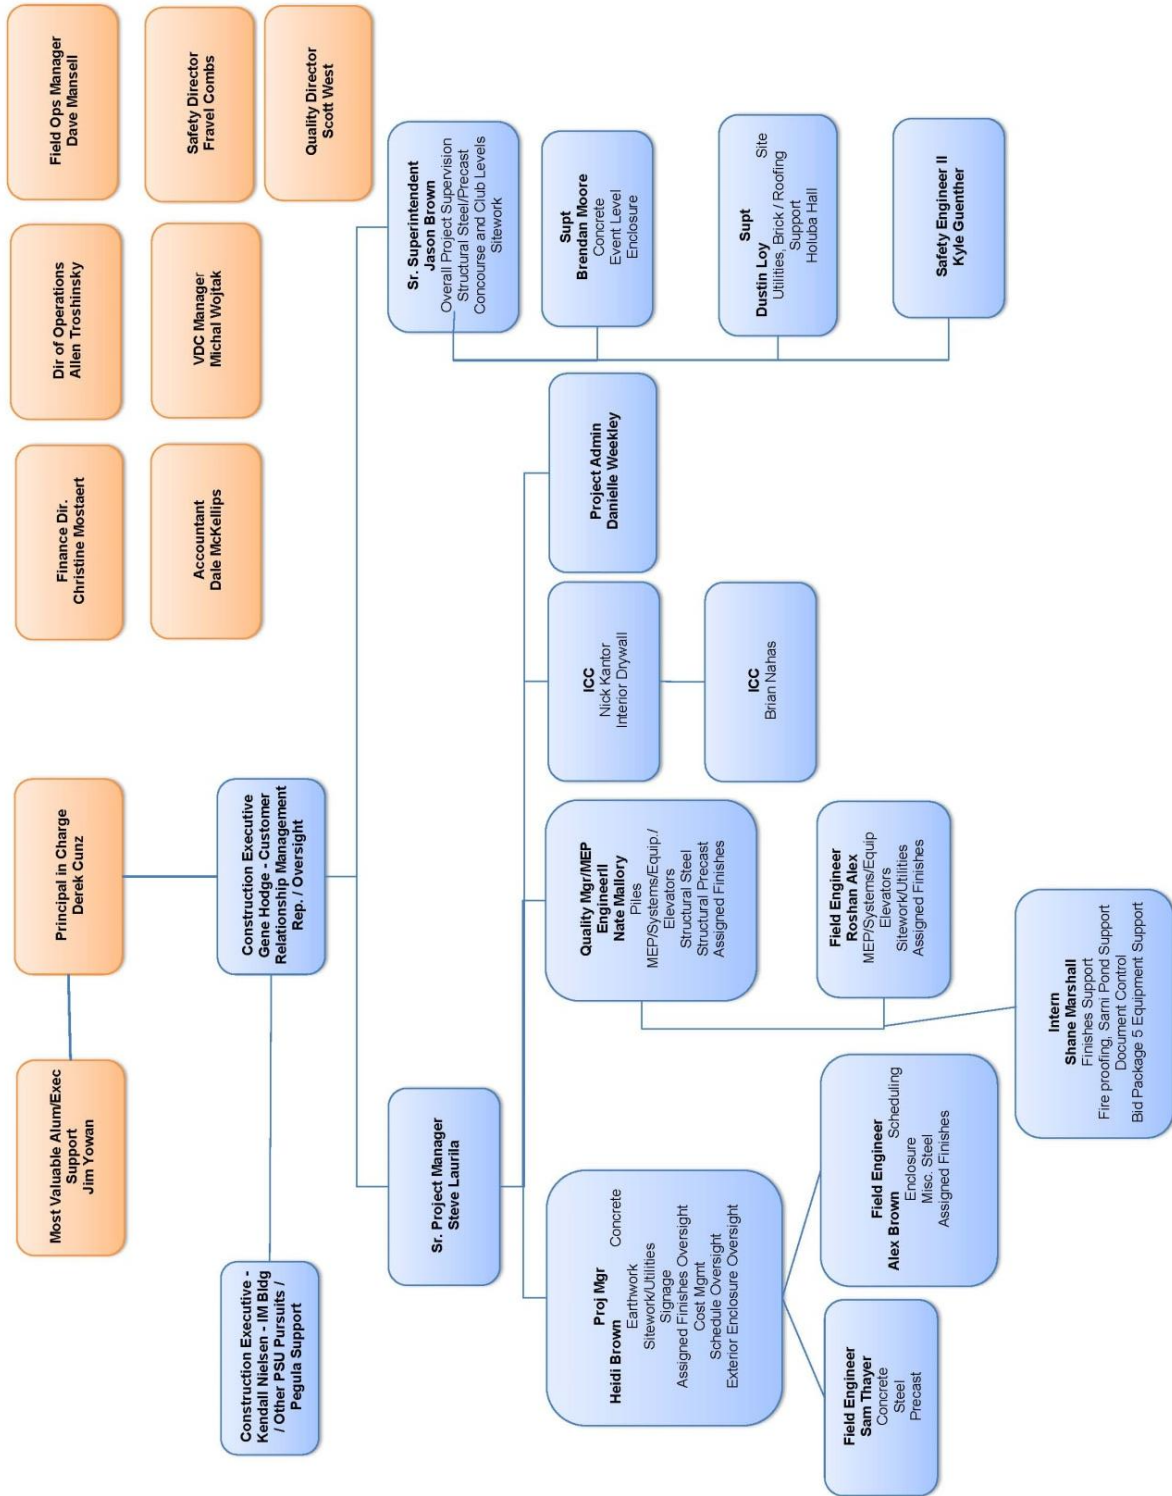 Most Valuable Alum/Exec
Support
Jim Yowan
Principal in Charge
Derek Cunz
Finance Dir.
Christine Mostaert
Dir of Operations
Allen Troshinsky
Field Ops Manager
Dave Mansell
Accountant
Dale McKellips
VDC Manager
Michal Wojtak
Safety Director
Fravel Combs
Quality Director
Scott West
Construction Executive -
Kendall Nielsen - IM Bldg
/ Other PSU Pursuits /
Pegula Support
Construction Executive
Gene Hodge - Customer
Relationship Management
Rep. / Oversight
Sr. Project Manager
Steve Laurila
Sr. Superintendent
Jason Brown
Overall Project Supervision
Structural Steel/Precast
Concourse and Club Levels
Sitework
Proj Mgr
Heidi Brown Concrete
Earthwork
Sitework/Utilities
Signage
Assigned Finishes Oversight
Cost Mgmt
Schedule Oversight
Exterior Enclosure Oversight
Quality Mgr/MEP
EngineerII
Nate Mallory
Piles
MEP/Systems/Equip./
Elevators
Structural Steel
Structural Precast
Assigned Finishes
ICC
Nick Kantor
Interior Drywall
Project Admin
Danielle Weekley
Supt
Brendan Moore
Concrete
Event Level
Enclosure
ICC
Brian Nahas
Supt
Dustin Loy Site
Utilities, Brick / Roofing
Support
Holuba Hall
Field Engineer
Sam Thayer
Concrete
Steel
Precast
Field Engineer
Alex Brown Scheduling
Enclosure
Misc. Steel
Assigned Finishes
Field Engineer
Roshan Alex
MEP/Systems/Equip
Elevators
Sitework/Utilities
Assigned Finishes
Safety Engineer II
Kyle Guenther
Intern
Shane Marshall
Finishes Support
Fire proofing, Sarni Pond Support
Document Control
Bid Package 5 Equipment Support